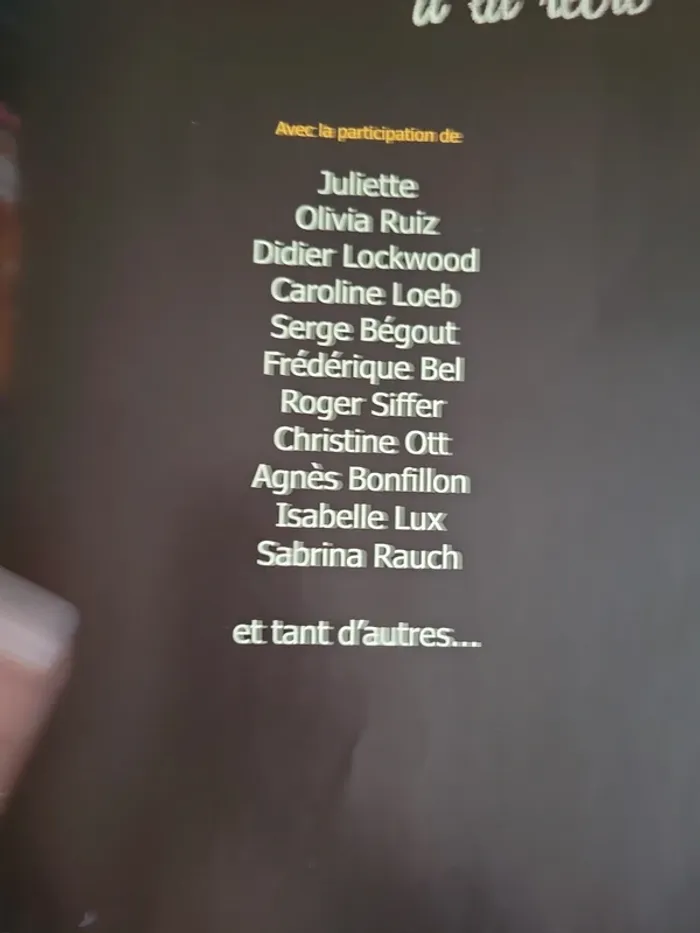 à la
Avec la participation de
Juliette
Olivia Ruiz
Didier Lockwood
Caroline Loeb
Serge Bégout
Frédérique Bel
Roger Siffer
Christine Ott
Agnès Bonfillon
Isabelle Lux
Sabrina Rauch
et tant d'autres...